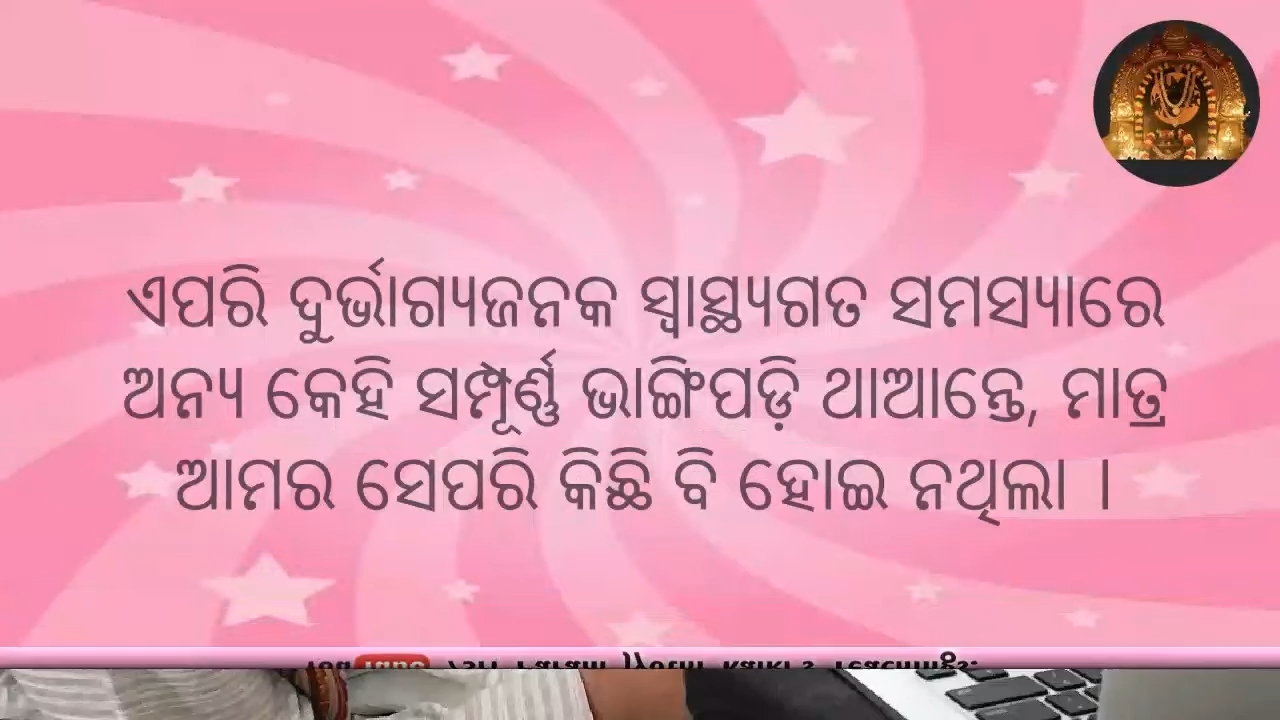 ଏପରି ଦୁର୍ଭାଗ୍ୟଜନକ ସ୍ୱାସ୍ଥ୍ୟଗତ ସମସ୍ୟାରେ
ଅନ୍ୟ କେହି ସମ୍ପୂର୍ଣ୍ଣ ଭାଙ୍ଗିପଡ଼ି ଥାଆନ୍ତେ, ମାତ୍ର
ଆମର ସେପରି କିଛି ବି ହୋଇ ନଥିଲା ।